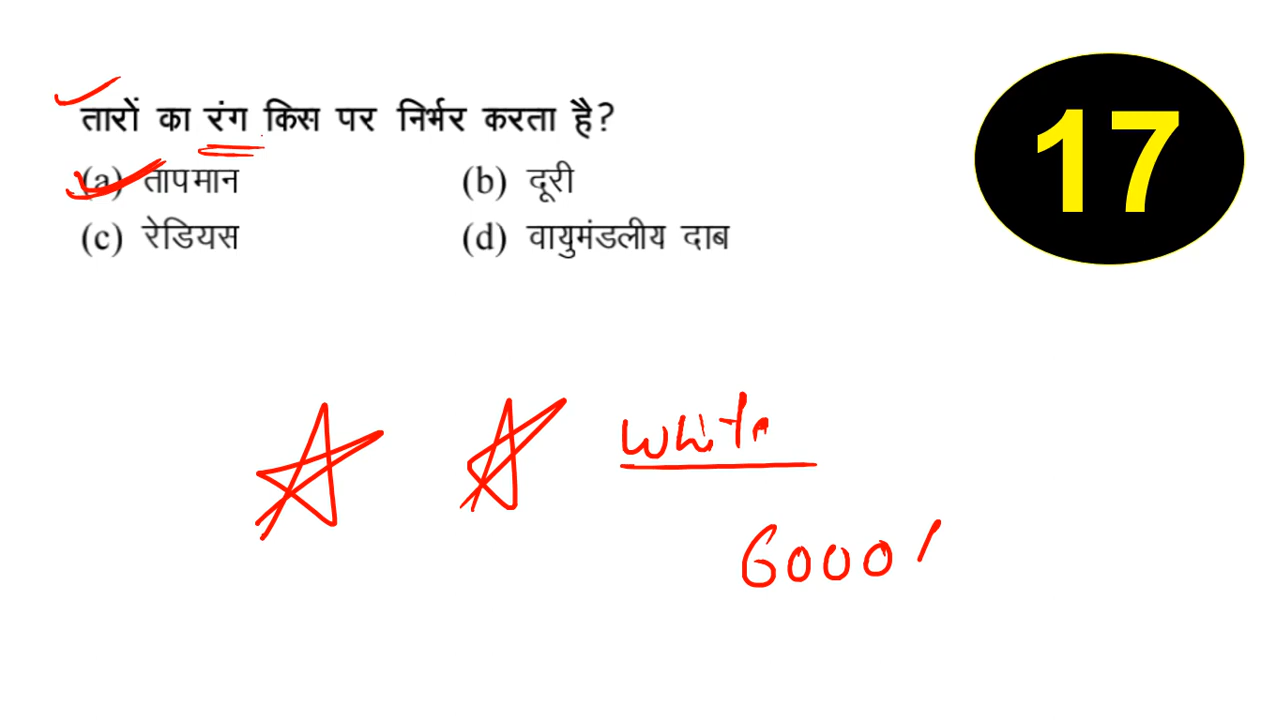 तारों का रंग किस पर निर्भर करता है?
(a) तापमान (b) दूरी
(c) रेडियस (d) वायुमंडलीय दाब
17
White
6000